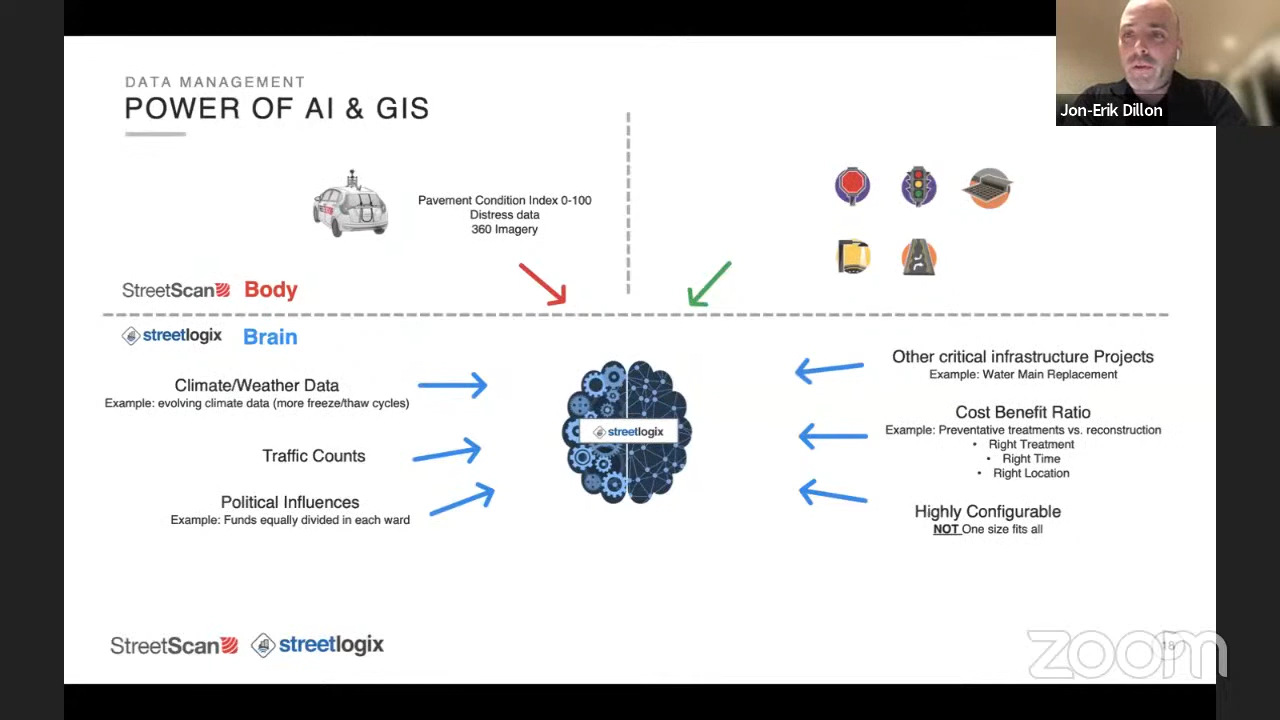 DATA MANAGEMENT
POWER OF AI & GIS
Jon-Erik Dillon
Pavement Condition Index 0-100
Distress data
360 Imagery
StreetScan Body
streetlogix Brain
Climate/Weather Data
Example: evolving climate data (more freeze/thaw cycles)
Traffic Counts
Political Influences
Example: Funds equally divided in each ward
streetlogix
Other critical infrastructure Projects
Example: Water Main Replacement
Cost Benefit Ratio
Example: Preventative treatments vs. reconstruction
• Right Treatment
• Right Time
• Right Location
Highly Configurable
NOT One size fits all
StreetScan streetlogix
zoom
18